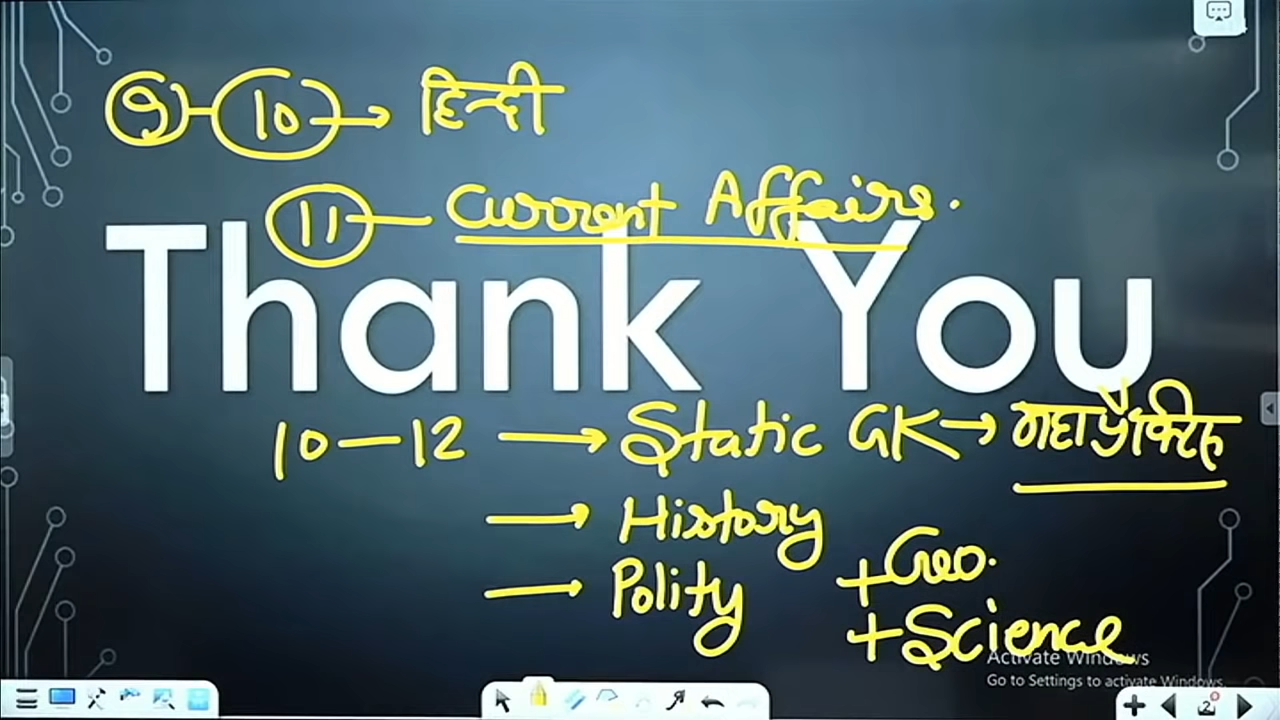 9 - 10 → हिन्दी
11 — Current Affairs.
Thank You
10 — 12 → Static GK →
→ History
→ Polity
+ Geo.
+ Science
Activate Windows
Go to Settings to activate Windows.
2